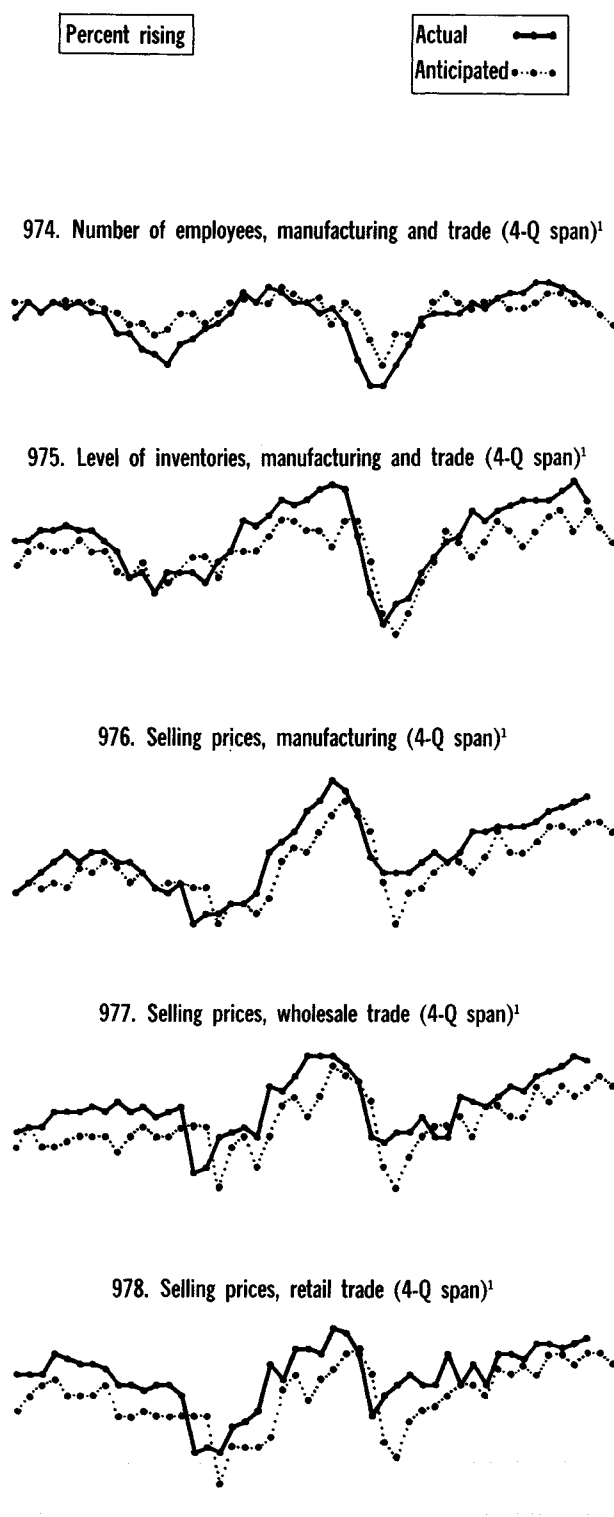 Percent rising
Actual
Anticipated
974. Number of employees, manufacturing and trade (4-Q span)¹
975. Level of inventories, manufacturing and trade (4-Q span)¹
976. Selling prices, manufacturing (4-Q span)¹
977. Selling prices, wholesale trade (4-Q span)¹
978. Selling prices, retail trade (4-Q span)¹